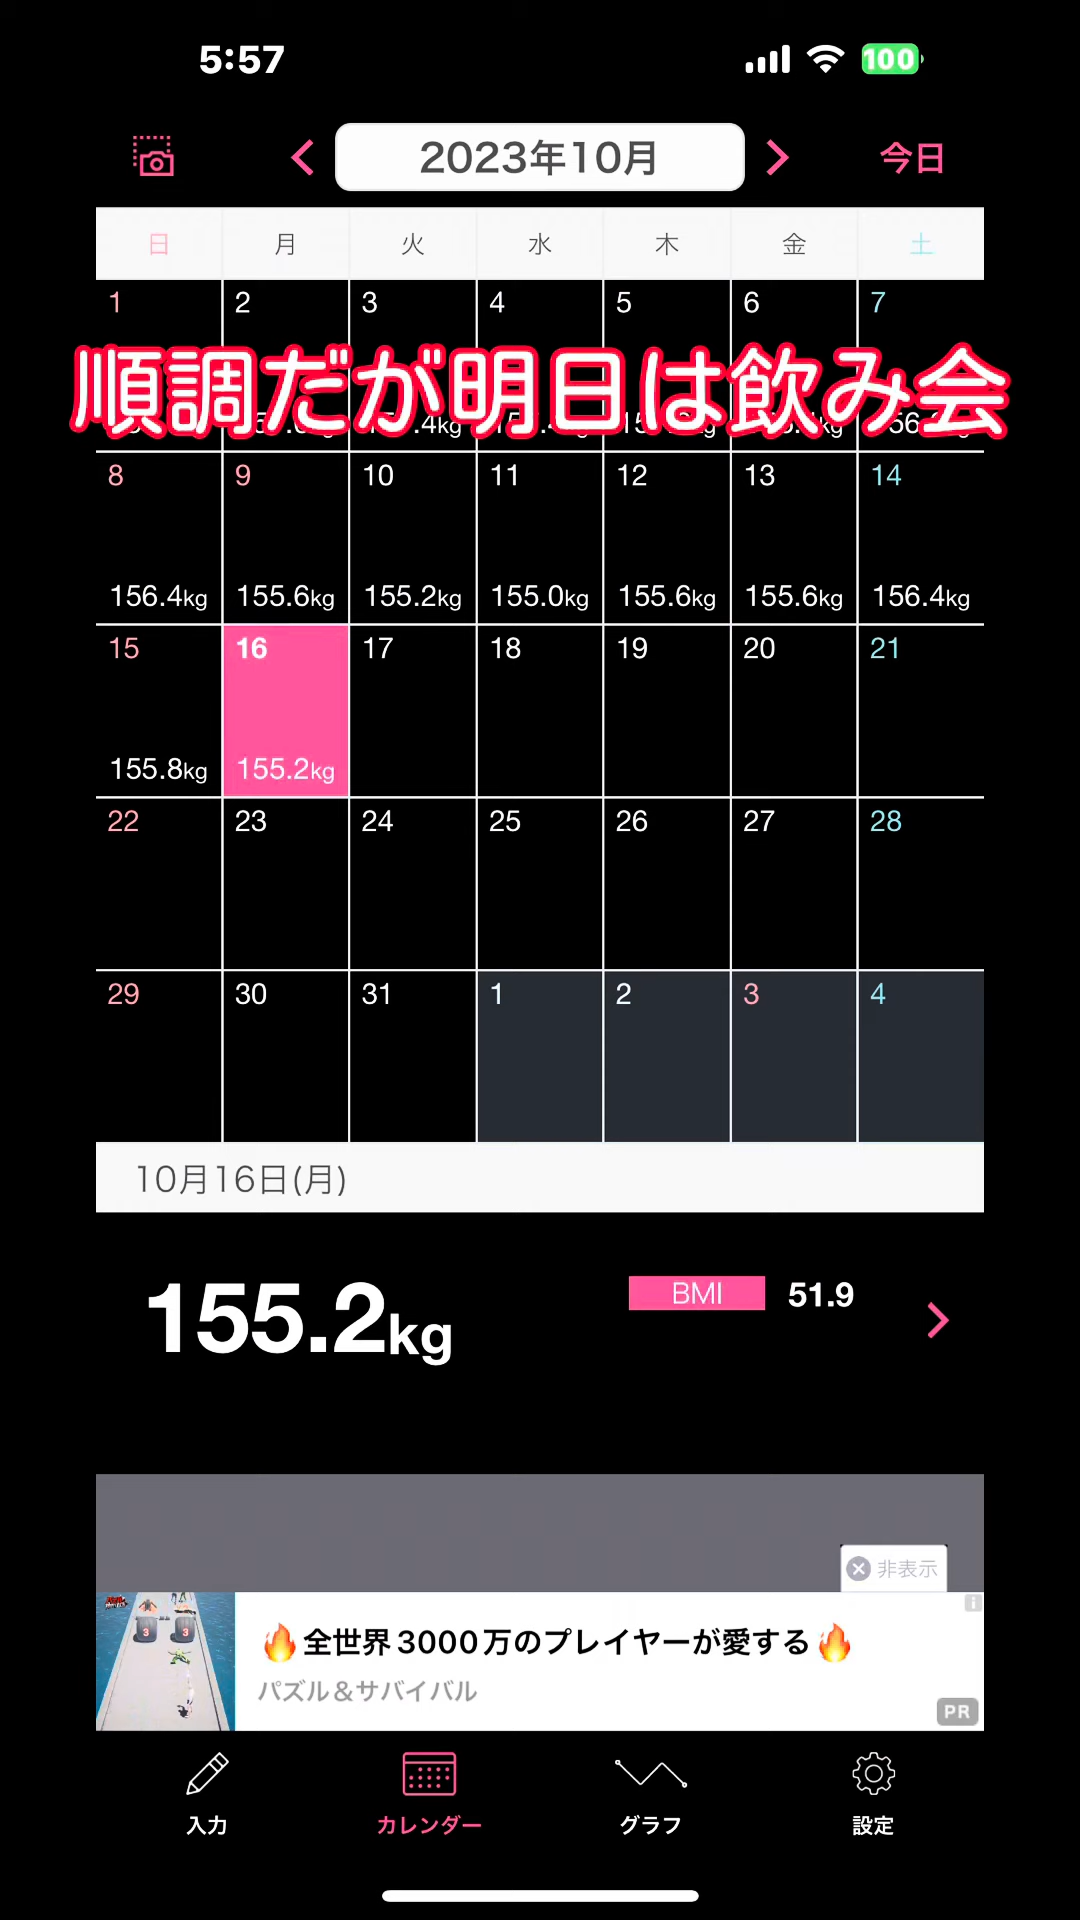 5:57
100
2023年10月
今日
日 月 火 水 木 金 土
1 2 3 4 5 6 7
順調だが明日は飲み会
8 9 10 11 12 13 14
156.4kg 155.6kg 155.2kg 155.0kg 155.6kg 155.6kg 156.4kg
15 16 17 18 19 20 21
155.8kg 155.2kg
22 23 24 25 26 27 28
29 30 31 1 2 3 4
10月16日(月)
155.2kg
BMI 51.9
非表示
🔥全世界3000万のプレイヤーが愛する🔥
パズル&サバイバル
PR
入力 カレンダー グラフ 設定